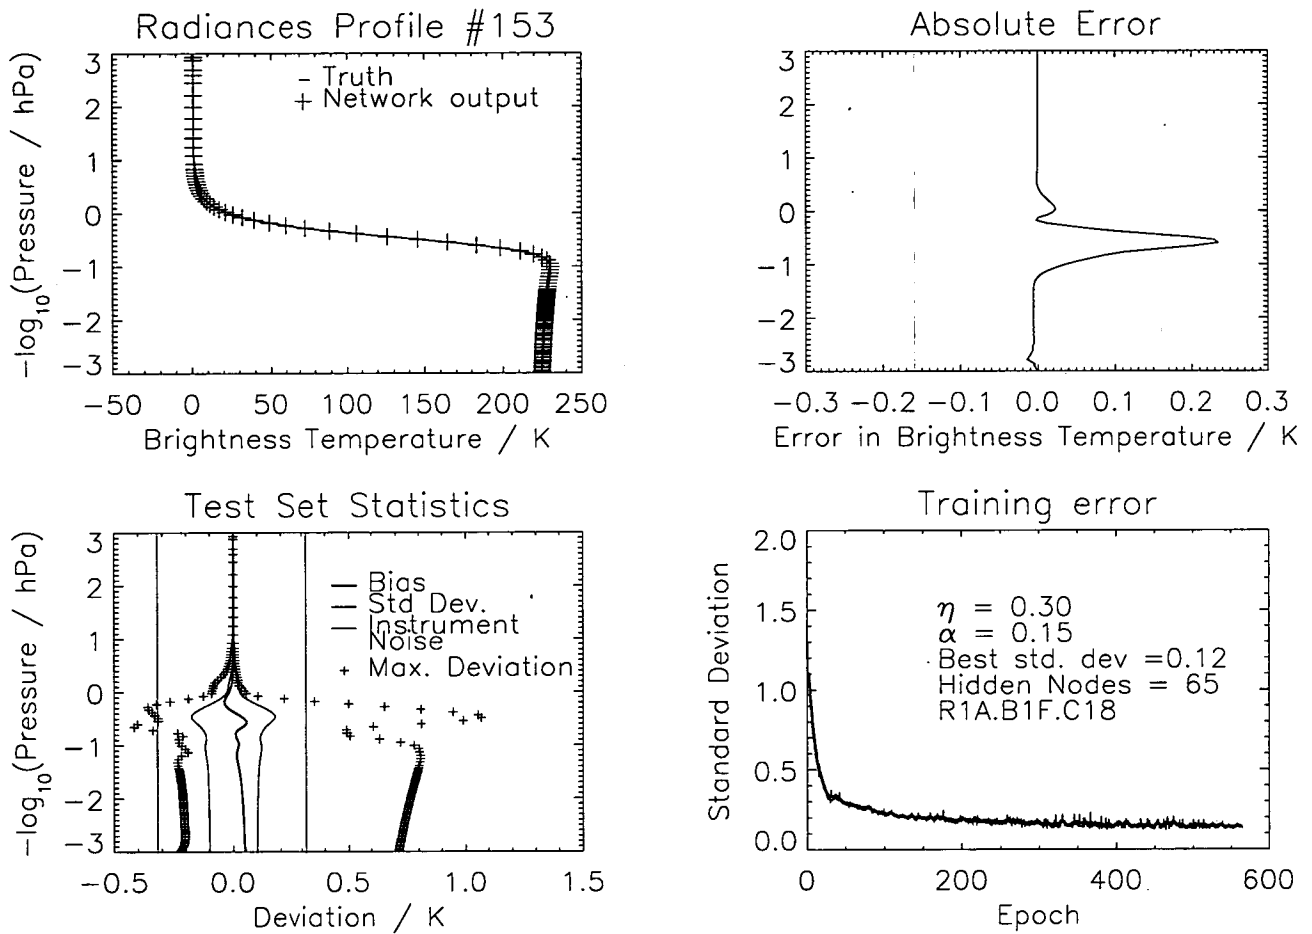 Radiances Profile #153
−log10(Pressure / hPa)
3
2
1
0
−1
−2
−3
− Truth
+ Network output
−50 0 50 100 150 200 250
Brightness Temperature / K
Absolute Error
3
2
1
0
−1
−2
−3
−0.3 −0.2 −0.1 0.0 0.1 0.2 0.3
Error in Brightness Temperature / K
Test Set Statistics
−log10(Pressure / hPa)
3
2
1
0
−1
−2
−3
Bias
Std Dev.
Instrument
Noise
+ Max. Deviation
−0.5 0.0 0.5 1.0 1.5
Deviation / K
Training error
Standard Deviation
2.0
1.5
1.0
0.5
0.0
η = 0.30
α = 0.15
Best std. dev =0.12
Hidden Nodes = 65
R1A.B1F.C18
0 200 400 600
Epoch